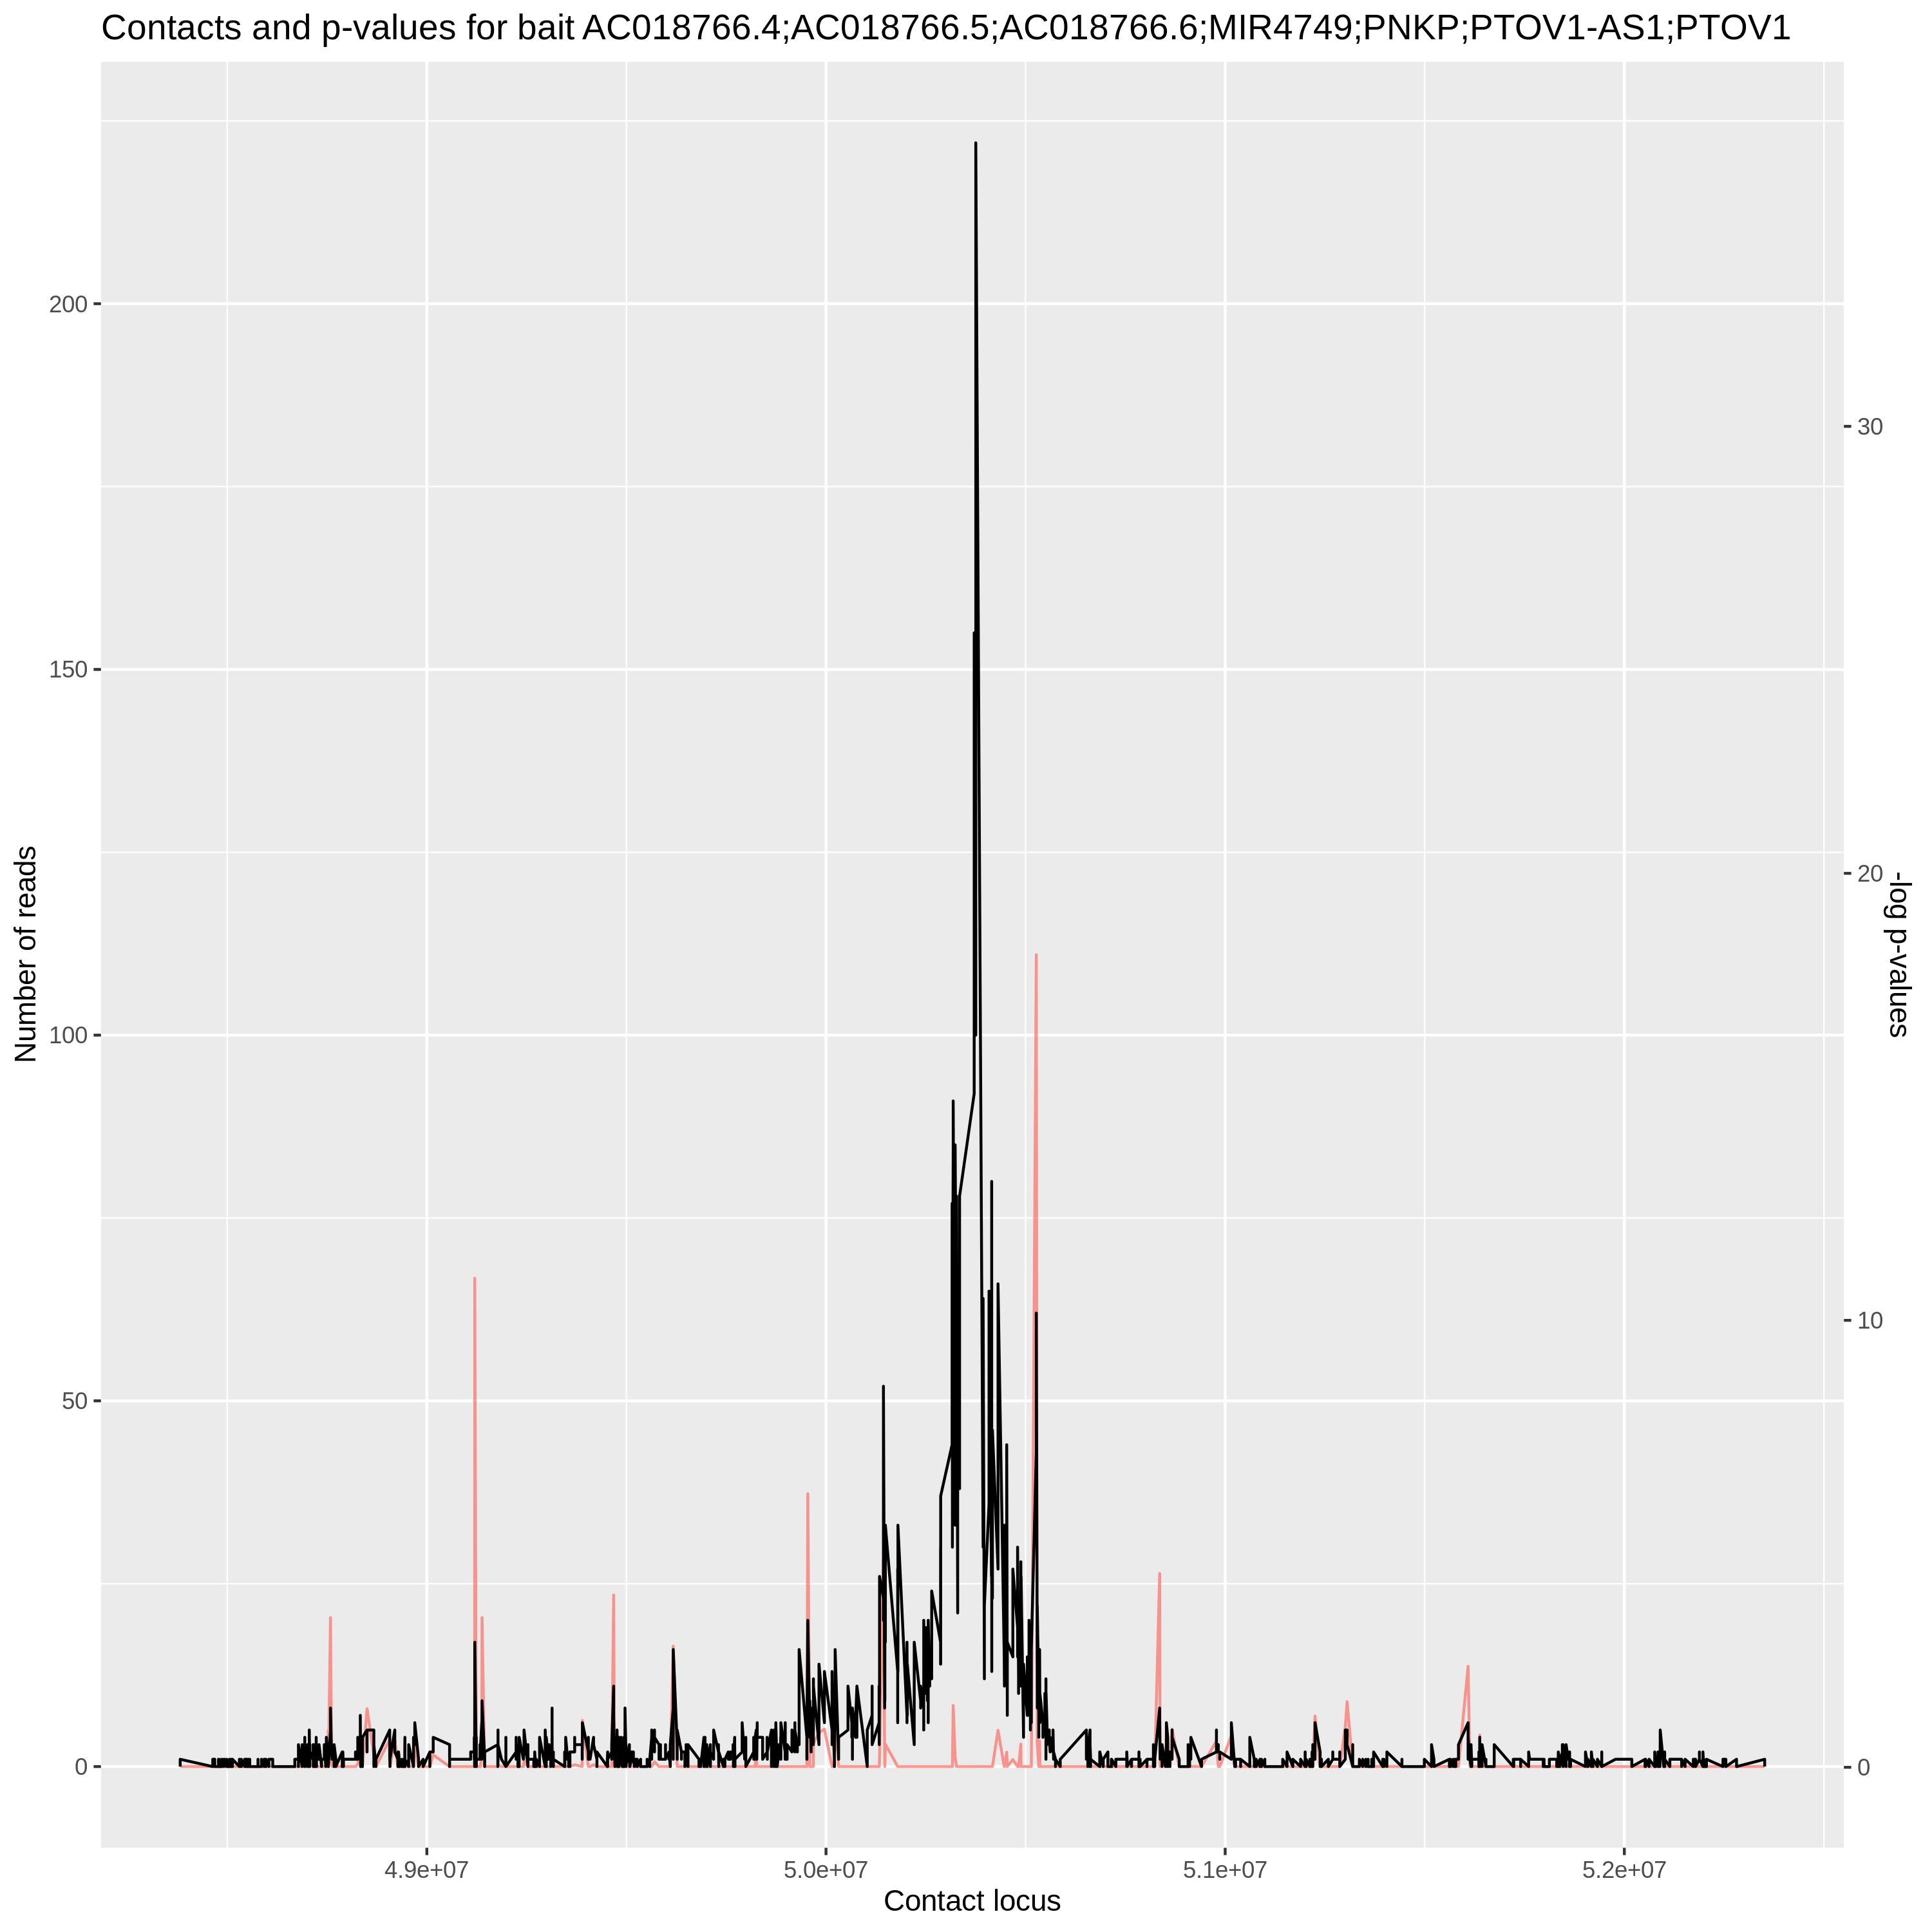 Contacts and p-values for bait AC018766.4;AC018766.5;AC018766.6;MIR4749;PNKP;PTOV1-AS1;PTOV1
Number of reads
200
150
100
50
0
30
20
10
0
-log p-values
4.9e+07 5.0e+07 5.1e+07 5.2e+07
Contact locus